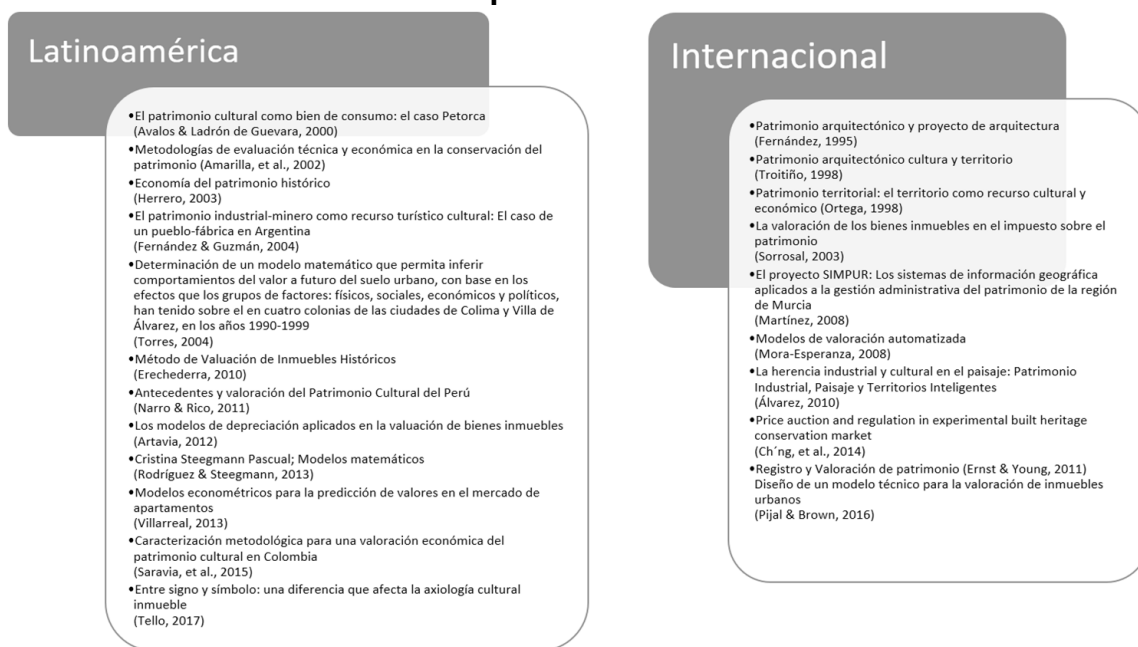 Latinoamérica
•El patrimonio cultural como bien de consumo: el caso Petorca
(Avalos & Ladrón de Guevara, 2000)
•Metodologías de evaluación técnica y económica en la conservación del
patrimonio (Amarilla, et al., 2002)
•Economía del patrimonio histórico
(Herrero, 2003)
•El patrimonio industrial-minero como recurso turístico cultural: El caso de
un pueblo-fábrica en Argentina
(Fernández & Guzmán, 2004)
•Determinación de un modelo matemático que permita inferir
comportamientos del valor a futuro del suelo urbano, con base en los
efectos que los grupos de factores: físicos, sociales, económicos y políticos,
han tenido sobre el en cuatro colonias de las ciudades de Colima y Villa de
Álvarez, en los años 1990-1999
(Torres, 2004)
•Método de Valuación de Inmuebles Históricos
(Erechederra, 2010)
•Antecedentes y valoración del Patrimonio Cultural del Perú
(Narro & Rico, 2011)
•Los modelos de depreciación aplicados en la valuación de bienes inmuebles
(Artavia, 2012)
•Cristina Steegmann Pascual; Modelos matemáticos
(Rodríguez & Steegmann, 2013)
•Modelos econométricos para la predicción de valores en el mercado de
apartamentos
(Villarreal, 2013)
•Caracterización metodológica para una valoración económica del
patrimonio cultural en Colombia
(Saravia, et al., 2015)
•Entre signo y símbolo: una diferencia que afecta la axiología cultural
inmueble
(Tello, 2017)
Internacional
•Patrimonio arquitectónico y proyecto de arquitectura
(Fernández, 1995)
•Patrimonio arquitectónico cultura y territorio
(Troitiño, 1998)
•Patrimonio territorial: el territorio como recurso cultural y
económico (Ortega, 1998)
•La valoración de los bienes inmuebles en el impuesto sobre el
patrimonio
(Sorrosal, 2003)
•El proyecto SIMPUR: Los sistemas de información geográfica
aplicados a la gestión administrativa del patrimonio de la región
de Murcia
(Martínez, 2008)
•Modelos de valoración automatizada
(Mora-Esperanza, 2008)
•La herencia industrial y cultural en el paisaje: Patrimonio
Industrial, Paisaje y Territorios Inteligentes
(Álvarez, 2010)
•Price auction and regulation in experimental built heritage
conservation market
(Ch´ng, et al., 2014)
•Registro y Valoración de patrimonio (Ernst & Young, 2011)
Diseño de un modelo técnico para la valoración de inmuebles
urbanos
(Pijal & Brown, 2016)